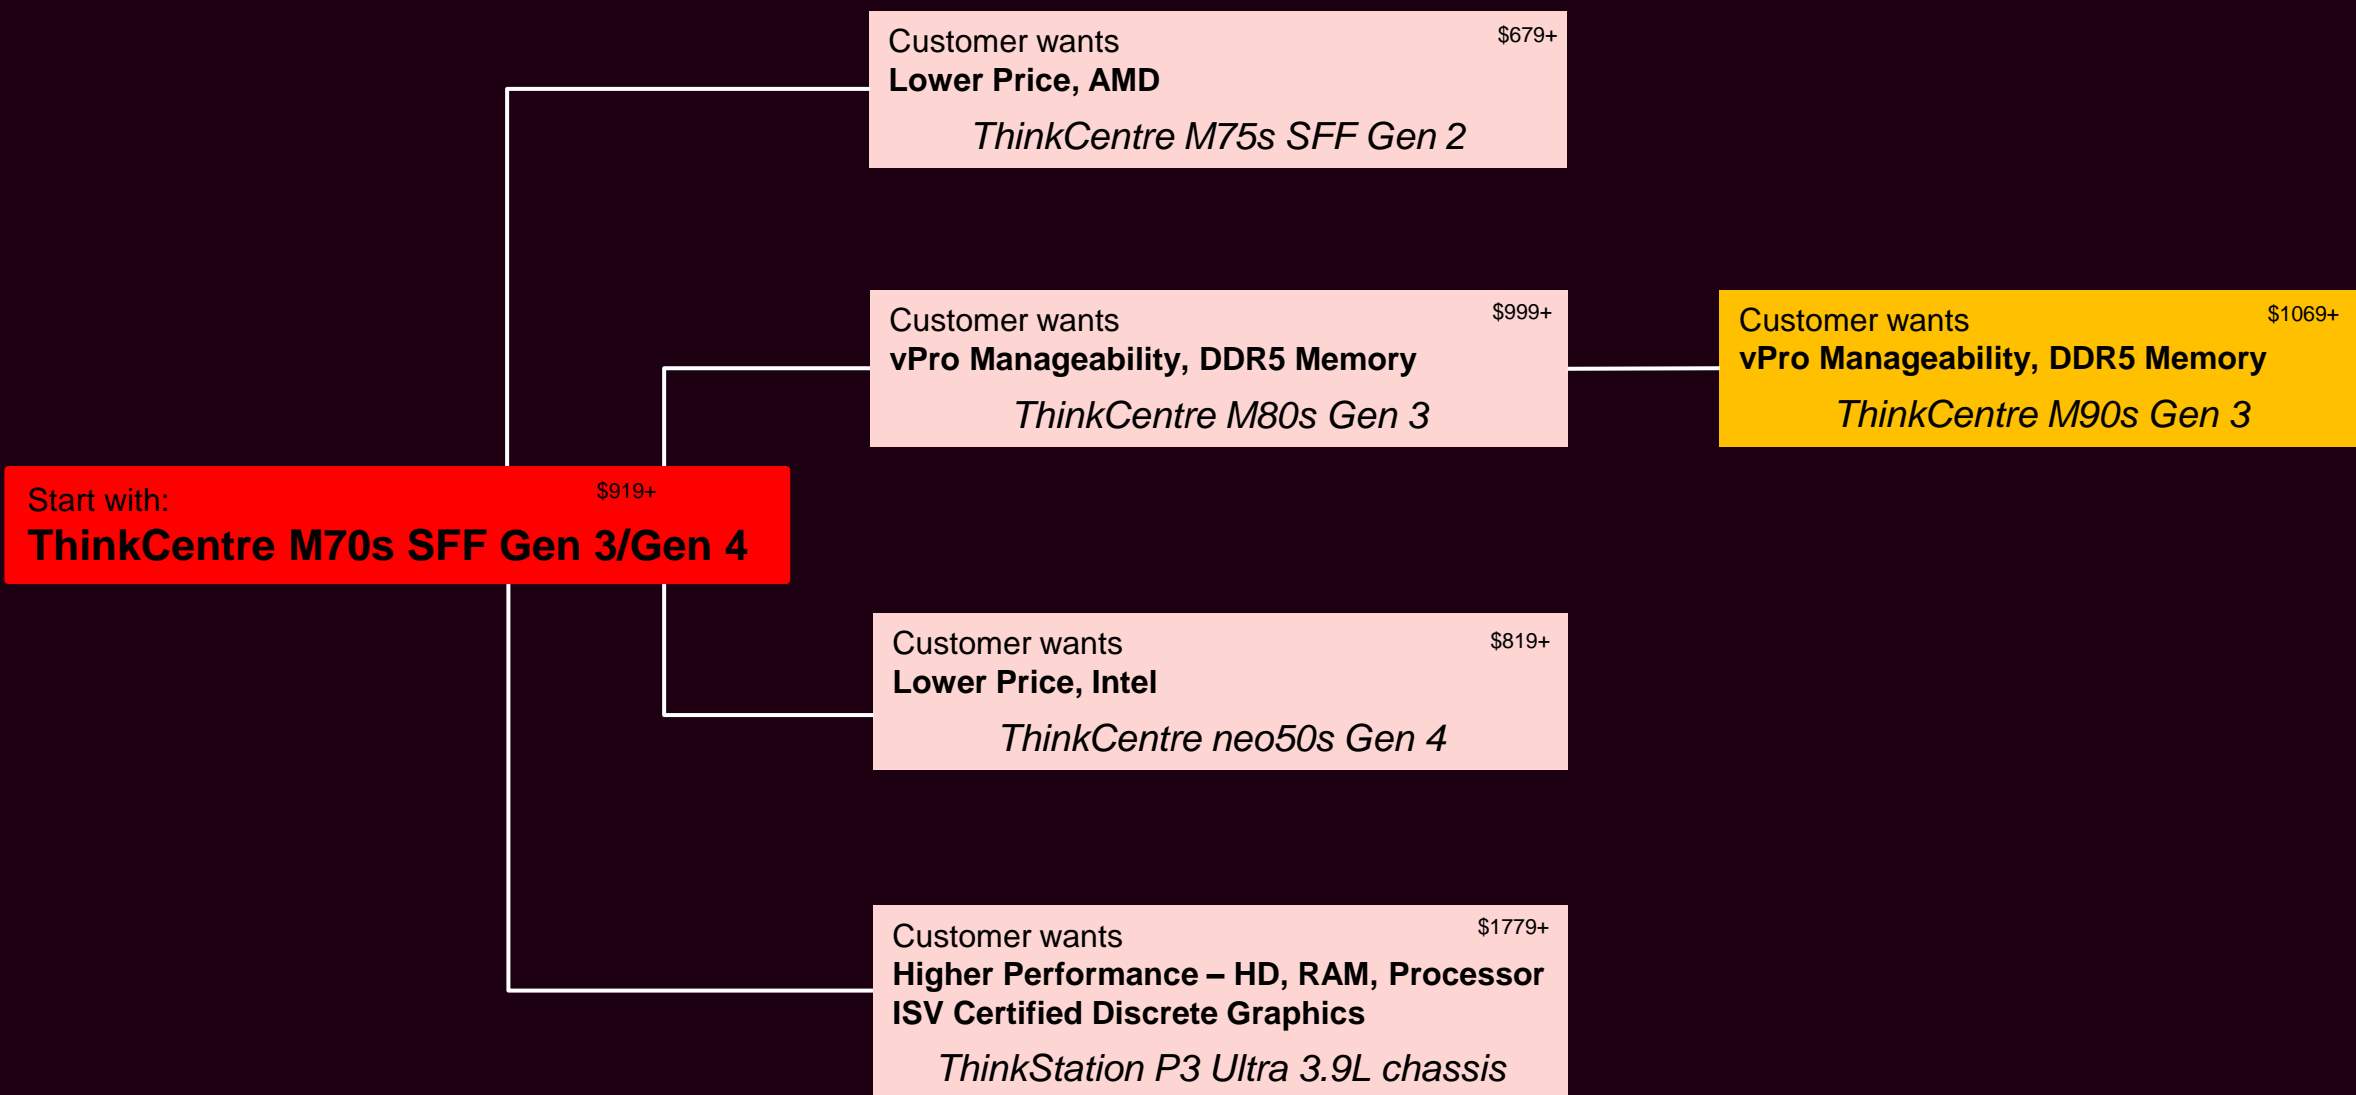 Customer wants $679+
Lower Price, AMD
ThinkCentre M75s SFF Gen 2
Customer wants $999+
vPro Manageability, DDR5 Memory
ThinkCentre M80s Gen 3
Customer wants $1069+
vPro Manageability, DDR5 Memory
ThinkCentre M90s Gen 3
Start with: $919+
ThinkCentre M70s SFF Gen 3/Gen 4
Customer wants $819+
Lower Price, Intel
ThinkCentre neo50s Gen 4
Customer wants $1779+
Higher Performance – HD, RAM, Processor
ISV Certified Discrete Graphics
ThinkStation P3 Ultra 3.9L chassis